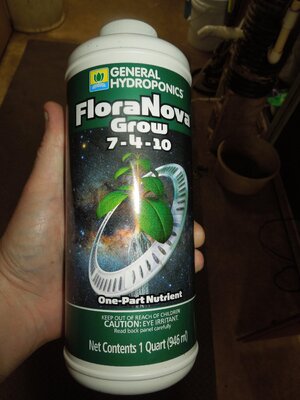 GENERAL
HYDROPONICS
FloraNova
Grow
7-4-10
One-Part Nutrient
KEEP OUT OF REACH OF CHILDREN
CAUTION: EYE IRRITANT
Read back panel carefully.
Net Contents 1 Quart (946 ml)